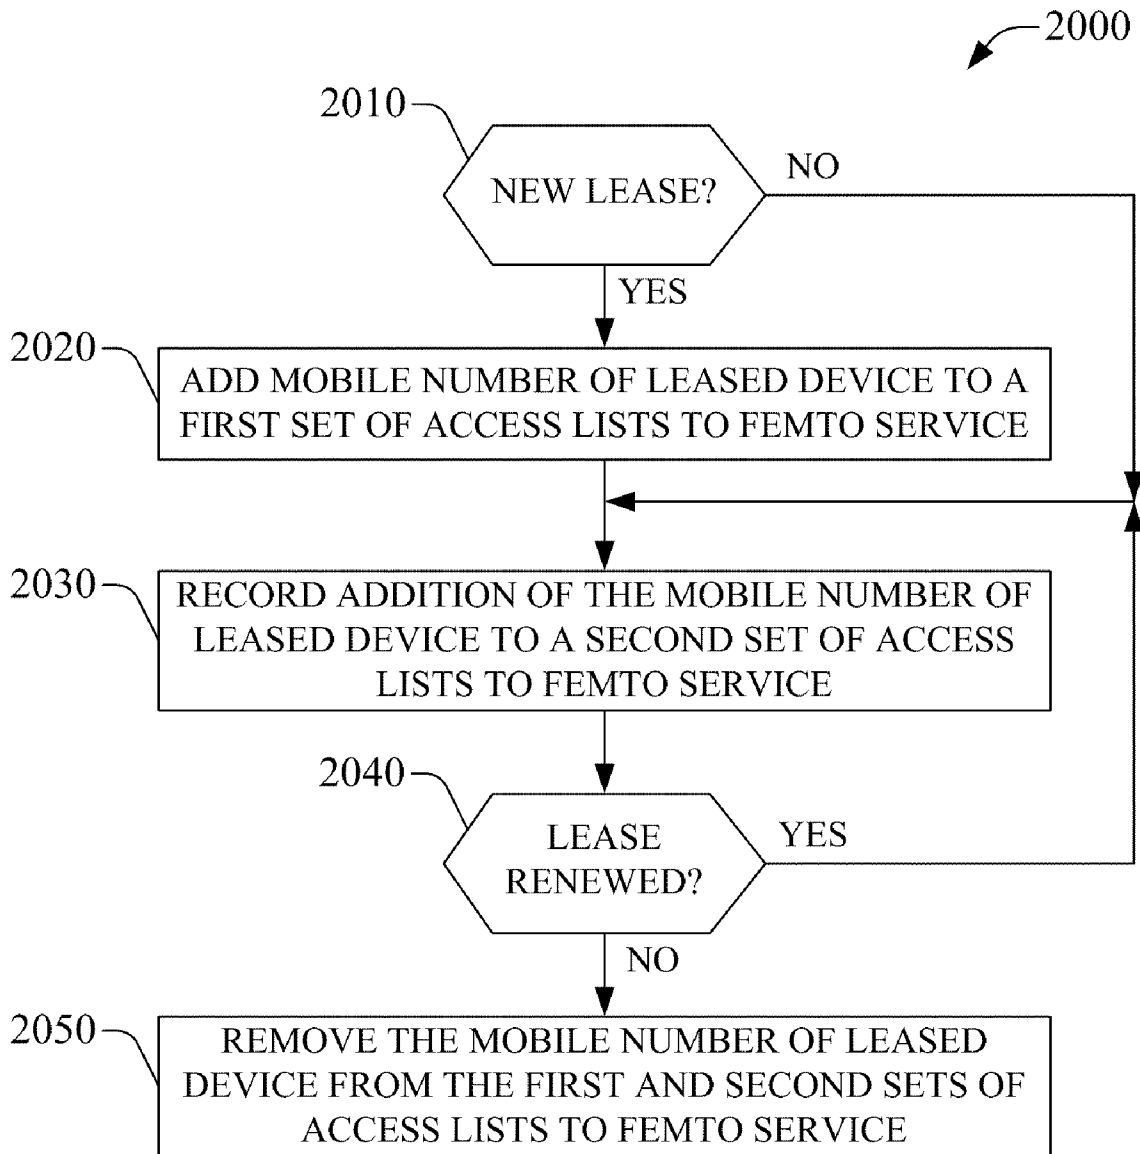 2000
2010
NEW LEASE?
NO
YES
2020
ADD MOBILE NUMBER OF LEASED DEVICE TO A
FIRST SET OF ACCESS LISTS TO FEMTO SERVICE
2030
RECORD ADDITION OF THE MOBILE NUMBER OF
LEASED DEVICE TO A SECOND SET OF ACCESS
LISTS TO FEMTO SERVICE
2040
LEASE
RENEWED?
YES
NO
2050
REMOVE THE MOBILE NUMBER OF LEASED
DEVICE FROM THE FIRST AND SECOND SETS OF
ACCESS LISTS TO FEMTO SERVICE